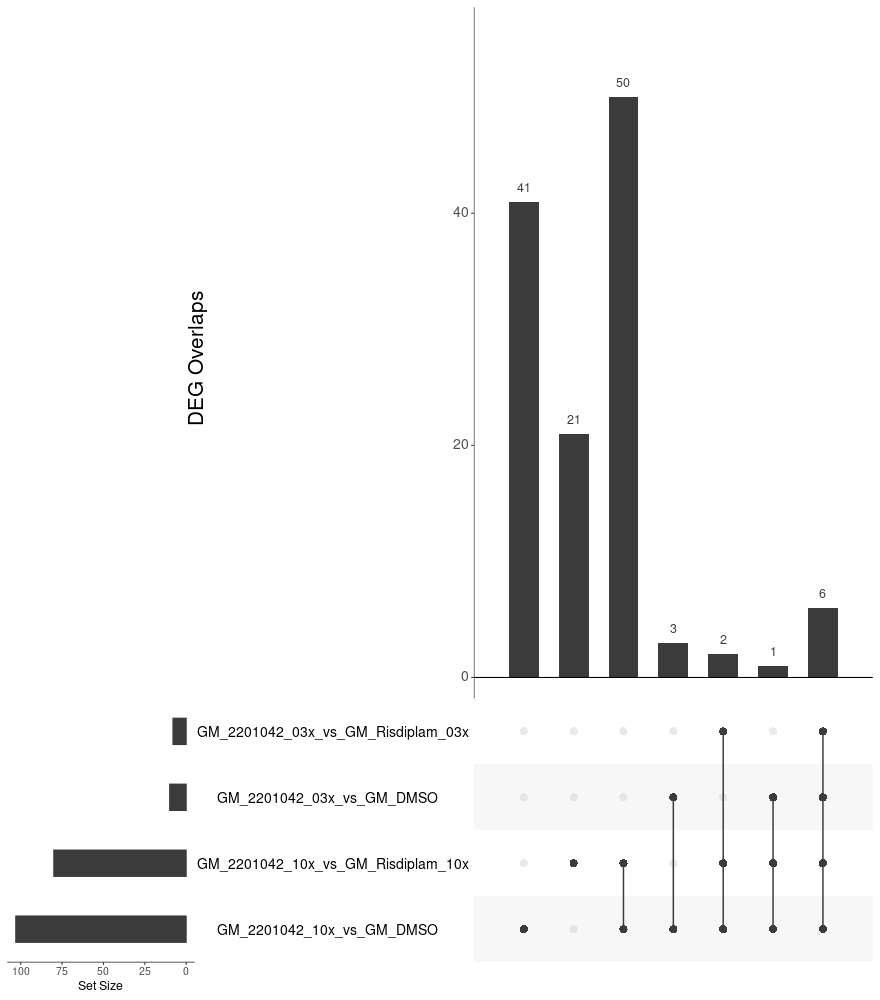 50
41
40
DEG Overlaps
21
20
6
3
2
1
0
GM_2201042_03x_vs_GM_Risdiplam_03x
GM_2201042_03x_vs_GM_DMSO
GM_2201042_10x_vs_GM_Risdiplam_10x
GM_2201042_10x_vs_GM_DMSO
100 75 50 25 0
Set Size